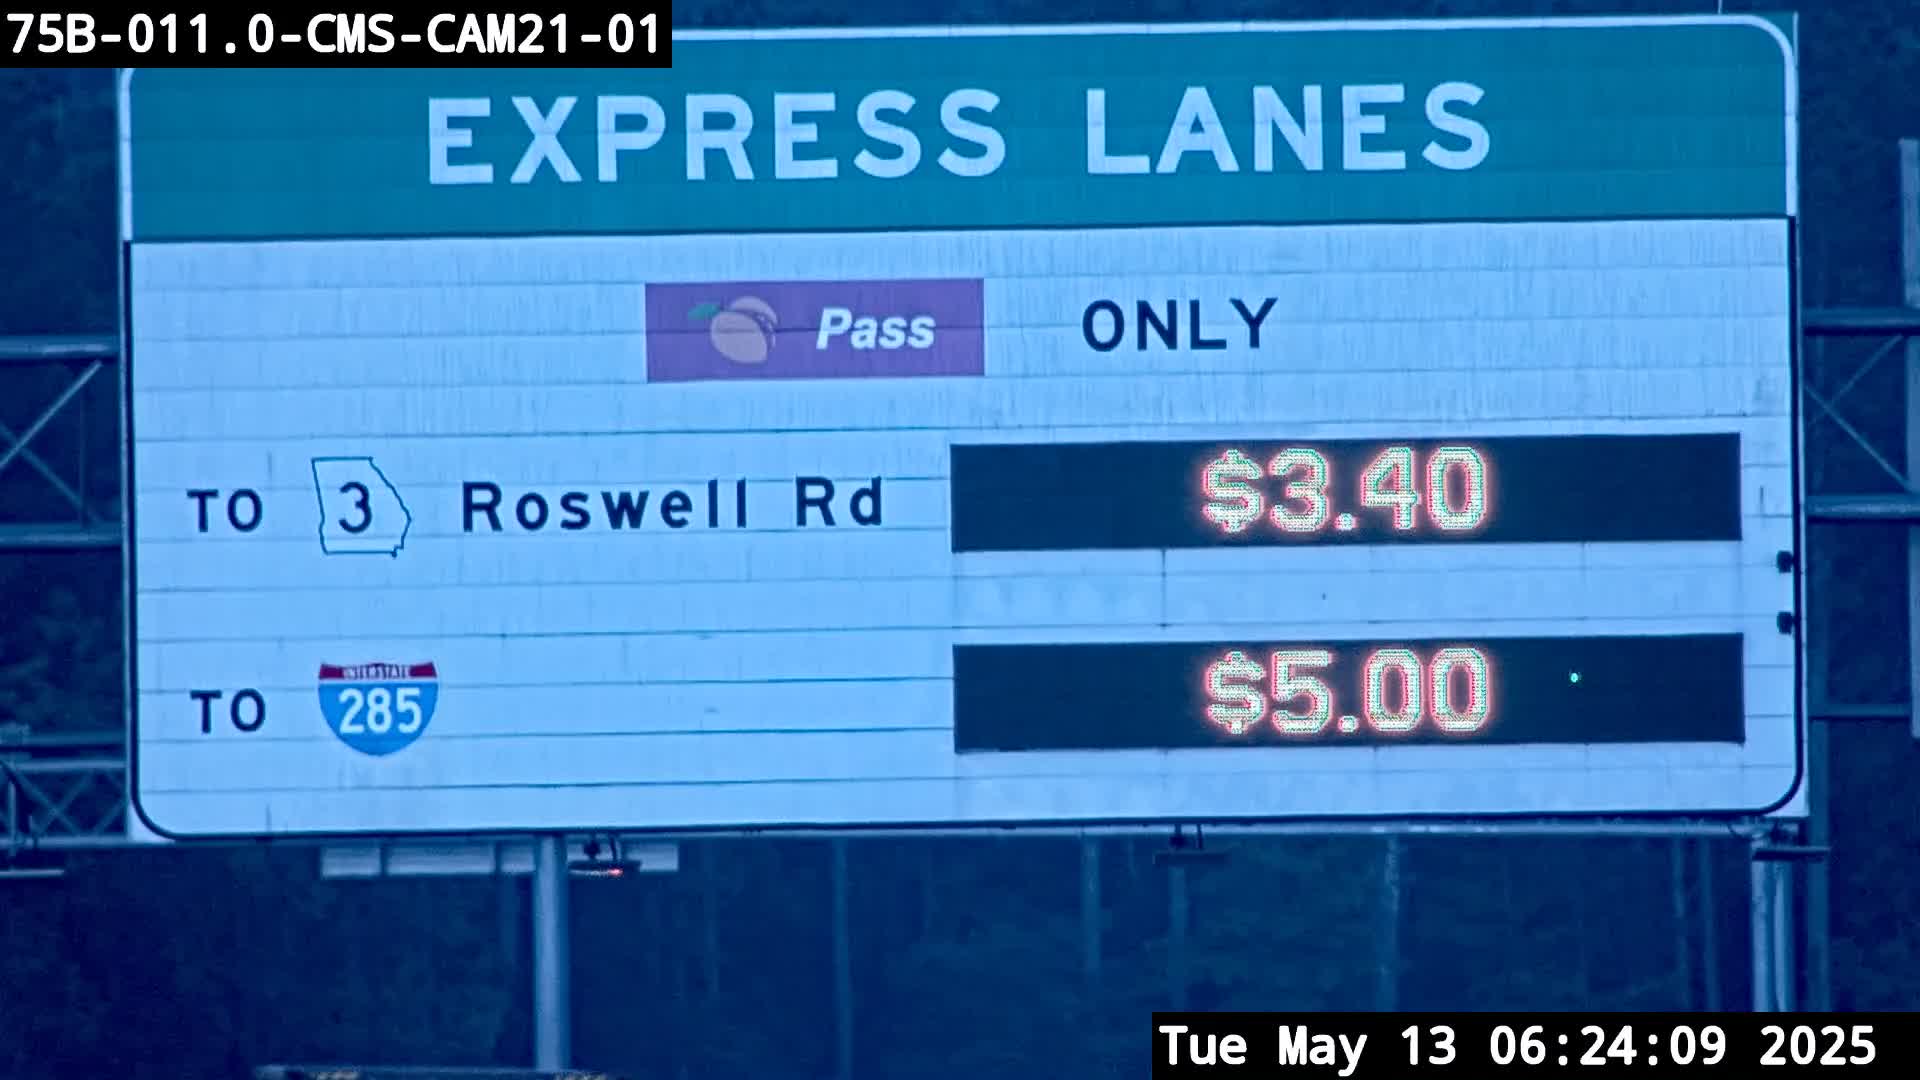 75B-011.0-CMS-CAM21-01
EXPRESS LANES
Pass ONLY
TO 3 Roswell Rd $3.40
INTERSTATE
TO 285 $5.00
Tue May 13 06:24:09 2025